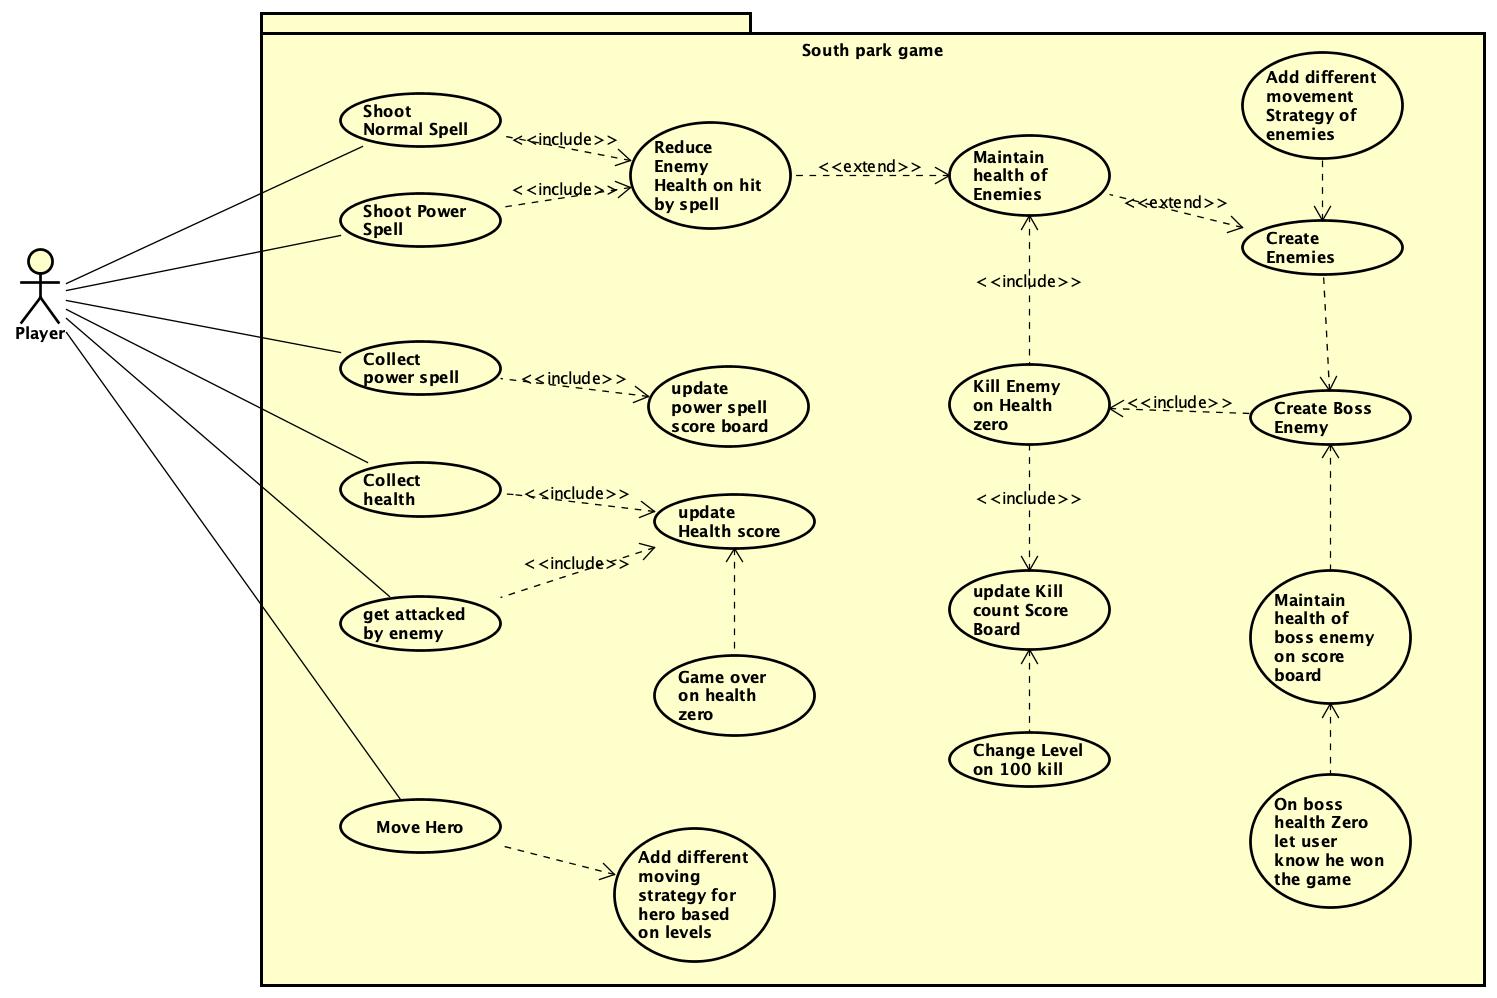 South park game
Player
Shoot
Normal Spell
<<include>>
Shoot Power
Spell
<<include>>
Reduce
Enemy
Health on hit
by spell
<<extend>>
Maintain
health of
Enemies
<<extend>>
Add different
movement
Strategy of
enemies
Create
Enemies
<<include>>
Collect
power spell
<<include>>
update
power spell
score board
Kill Enemy
on Health
zero
<<include>>
Create Boss
Enemy
Collect
health
<<include>>
update
Health score
<<include>>
<<include>>
get attacked
by enemy
update Kill
count Score
Board
Maintain
health of
boss enemy
on score
board
Game over
on health
zero
Change Level
on 100 kill
Move Hero
Add different
moving
strategy for
hero based
on levels
On boss
health Zero
let user
know he won
the game